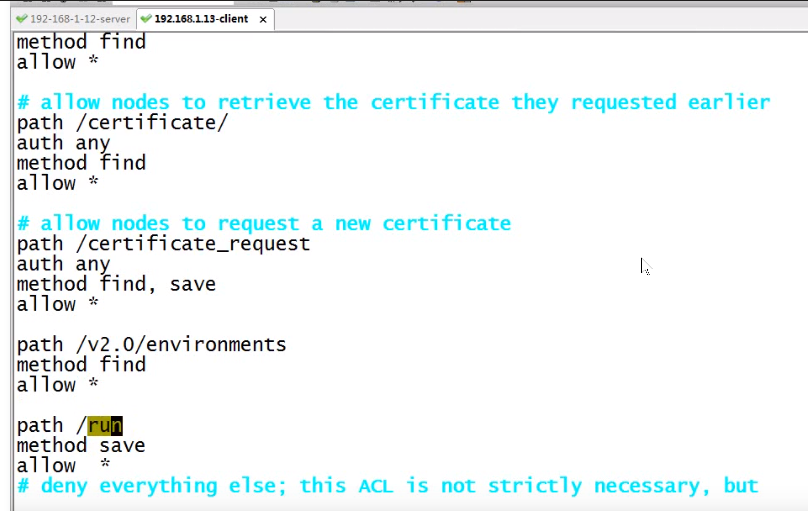 192-168-1-12-server
192.168.1.13-client
method find
allow *
# allow nodes to retrieve the certificate they requested earlier
path /certificate/
auth any
method find
allow *
# allow nodes to request a new certificate
path /certificate_request
auth any
method find, save
allow *
path /v2.0/environments
method find
allow *
path /run
method save
allow  *
# deny everything else; this ACL is not strictly necessary, but